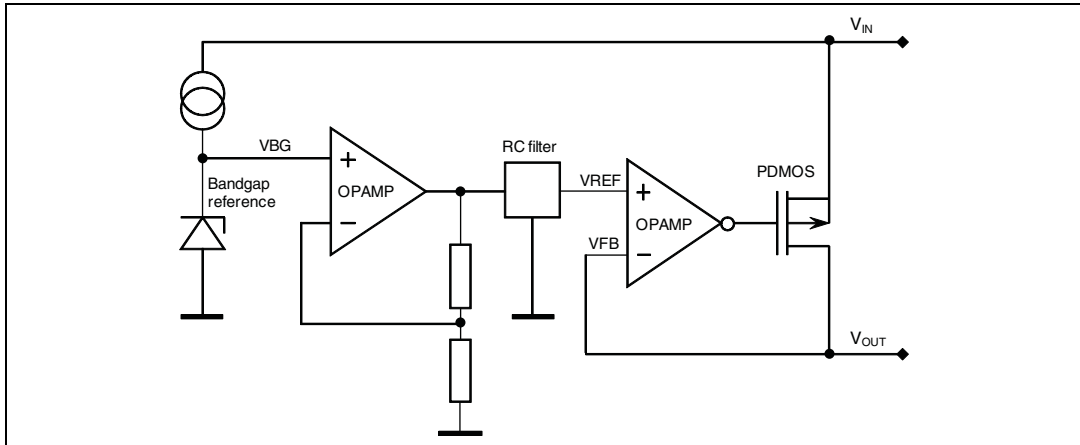 VIN
VBG
RC filter
Bandgap
reference
OPAMP
VREF
PDMOS
OPAMP
VFB
VOUT